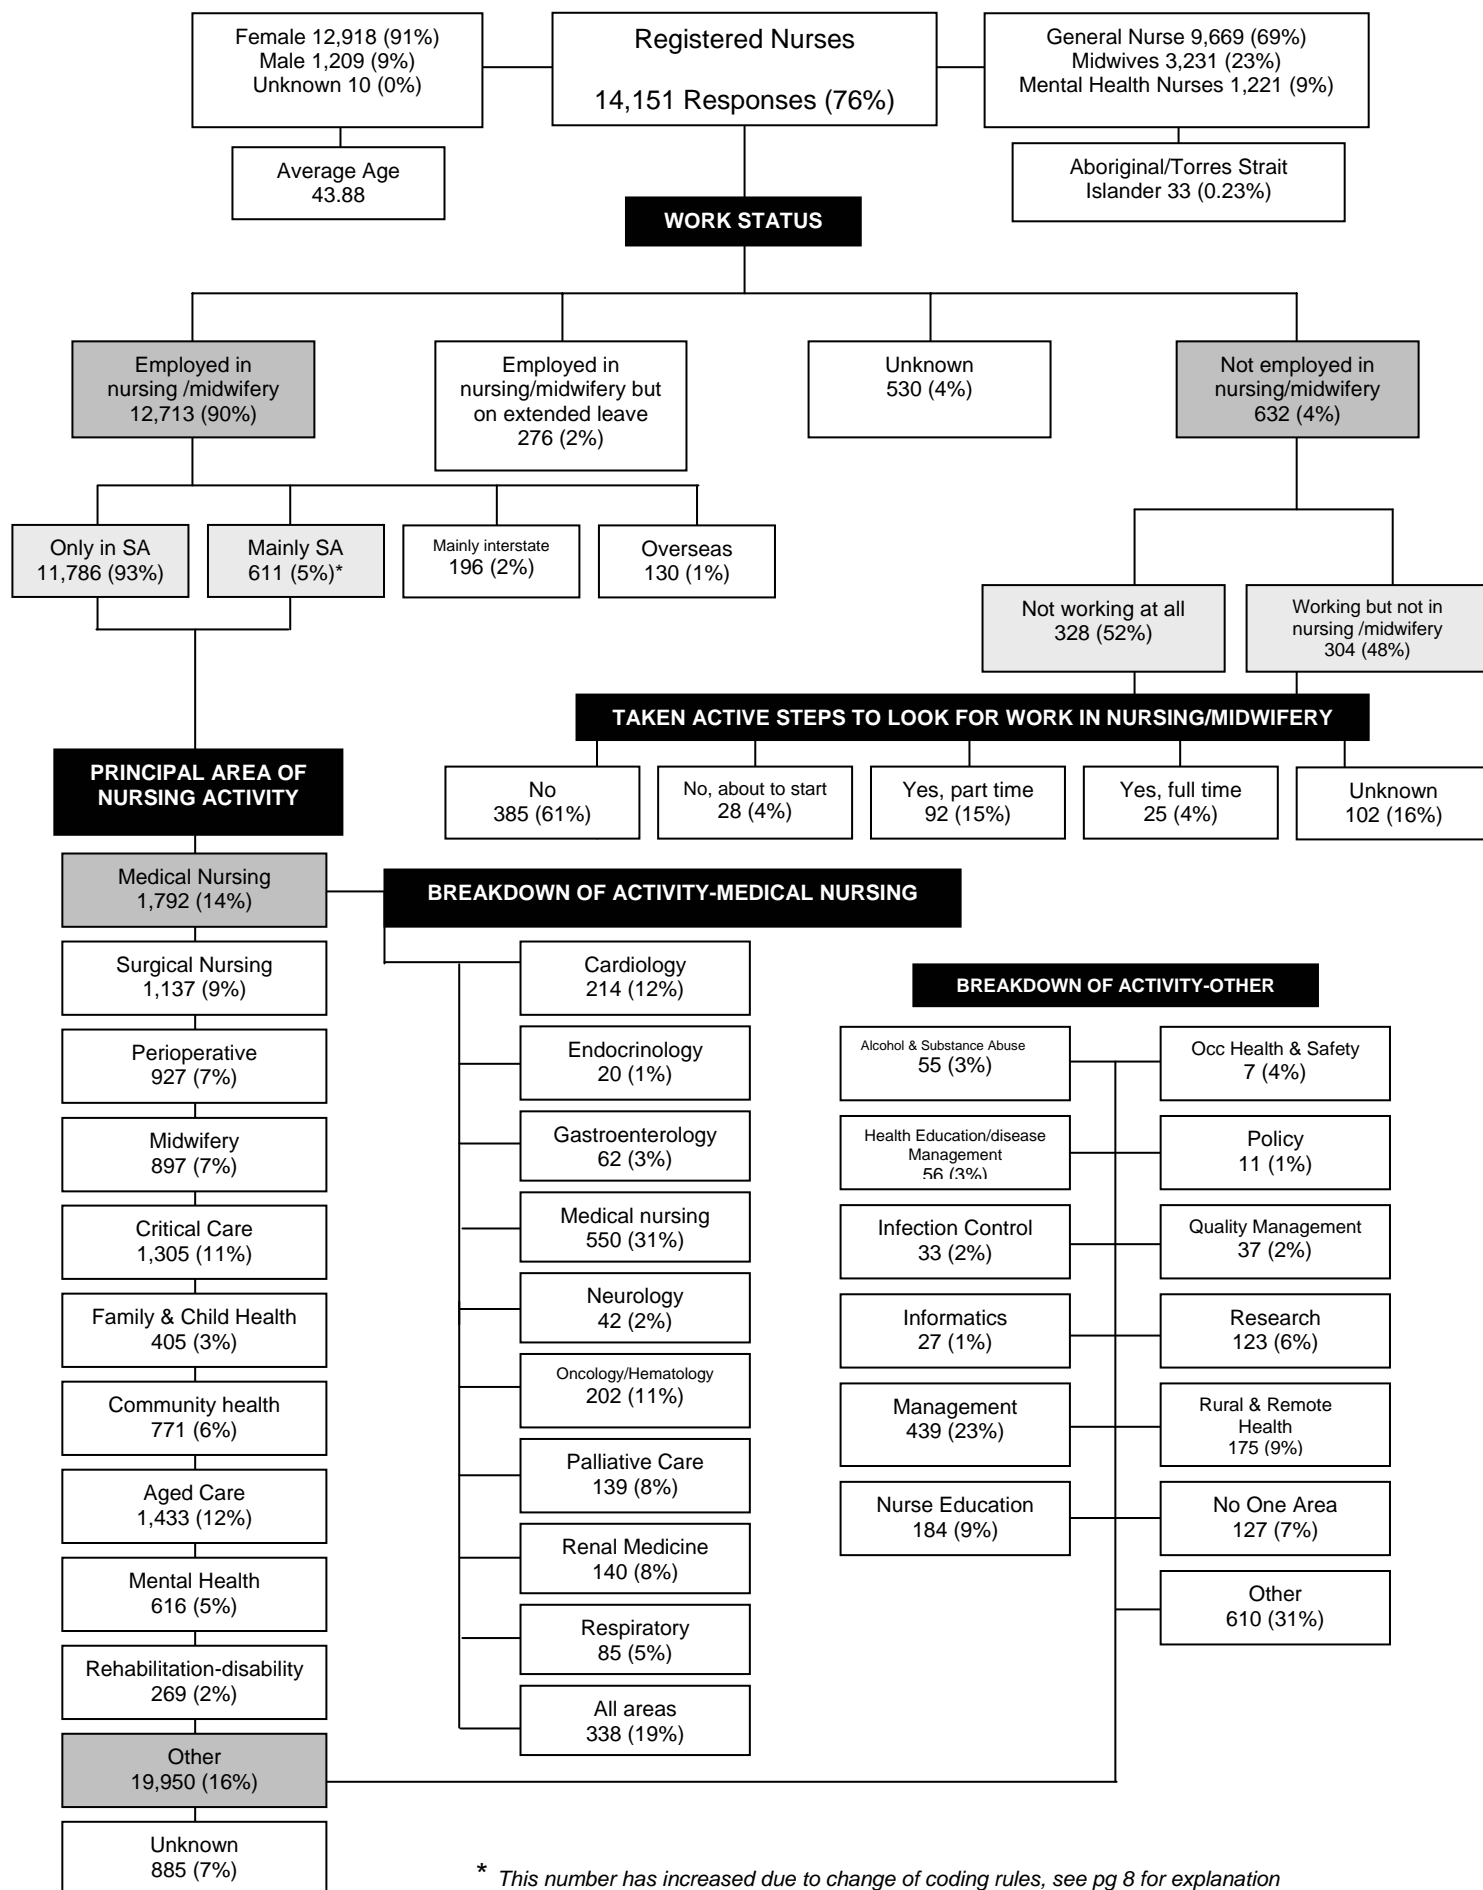 Female 12,918 (91%)
Male 1,209 (9%)
Unknown 10 (0%)
Registered Nurses
14,151 Responses (76%)
General Nurse 9,669 (69%)
Midwives 3,231 (23%)
Mental Health Nurses 1,221 (9%)
Average Age
43.88
Aboriginal/Torres Strait
Islander 33 (0.23%)
WORK STATUS
Employed in
nursing /midwifery
12,713 (90%)
Employed in
nursing/midwifery but
on extended leave
276 (2%)
Unknown
530 (4%)
Not employed in
nursing/midwifery
632 (4%)
Only in SA
11,786 (93%)
Mainly SA
611 (5%)*
Mainly interstate
196 (2%)
Overseas
130 (1%)
Not working at all
328 (52%)
Working but not in
nursing /midwifery
304 (48%)
TAKEN ACTIVE STEPS TO LOOK FOR WORK IN NURSING/MIDWIFERY
No
385 (61%)
No, about to start
28 (4%)
Yes, part time
92 (15%)
Yes, full time
25 (4%)
Unknown
102 (16%)
PRINCIPAL AREA OF
NURSING ACTIVITY
Medical Nursing
1,792 (14%)
Surgical Nursing
1,137 (9%)
Perioperative
927 (7%)
Midwifery
897 (7%)
Critical Care
1,305 (11%)
Family & Child Health
405 (3%)
Community health
771 (6%)
Aged Care
1,433 (12%)
Mental Health
616 (5%)
Rehabilitation-disability
269 (2%)
Other
19,950 (16%)
Unknown
885 (7%)
BREAKDOWN OF ACTIVITY-MEDICAL NURSING
Cardiology
214 (12%)
Endocrinology
20 (1%)
Gastroenterology
62 (3%)
Medical nursing
550 (31%)
Neurology
42 (2%)
Oncology/Hematology
202 (11%)
Palliative Care
139 (8%)
Renal Medicine
140 (8%)
Respiratory
85 (5%)
All areas
338 (19%)
BREAKDOWN OF ACTIVITY-OTHER
Alcohol & Substance Abuse
55 (3%)
Occ Health & Safety
7 (4%)
Health Education/disease
Management
56 (3%)
Policy
11 (1%)
Infection Control
33 (2%)
Quality Management
37 (2%)
Informatics
27 (1%)
Research
123 (6%)
Management
439 (23%)
Rural & Remote
Health
175 (9%)
Nurse Education
184 (9%)
No One Area
127 (7%)
Other
610 (31%)
* This number has increased due to change of coding rules, see pg 8 for explanation